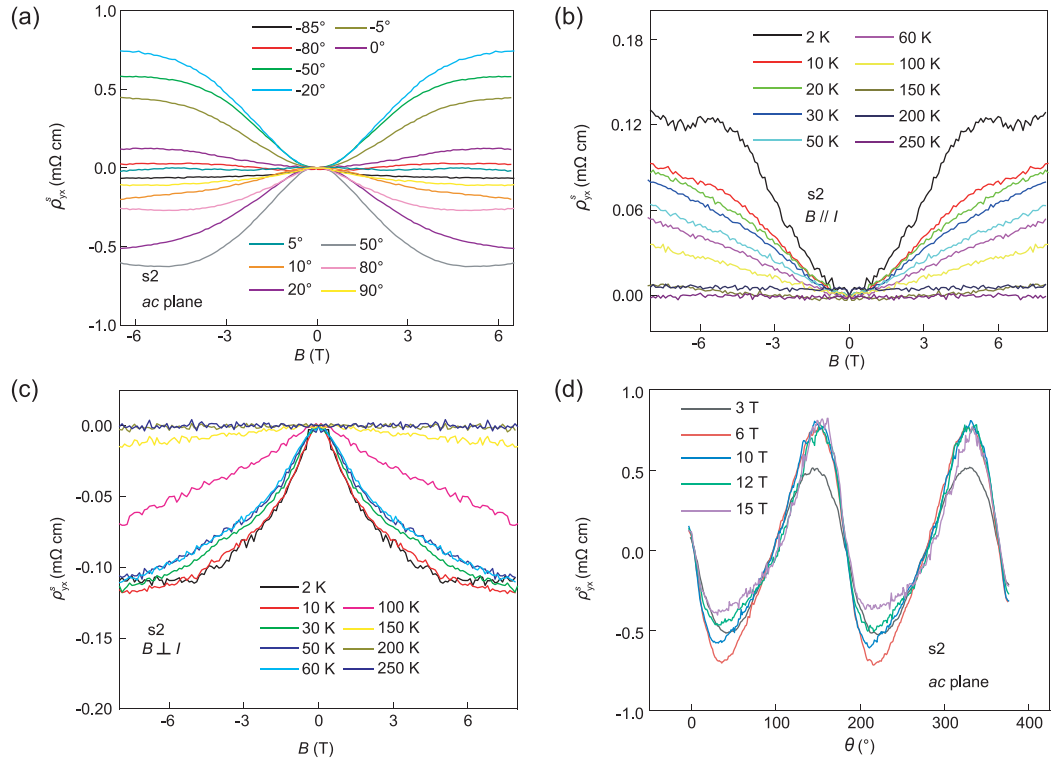 (a)
1.0
0.5
0.0
-0.5
-1.0
ρˢyx (mΩ cm)
-85°
-80°
-50°
-20°
-5°
0°
5°
10°
20°
50°
80°
90°
s2
ac plane
-6 -3 0 3 6
B (T)
(b)
0.18
0.12
0.06
0.00
ρˢyx (mΩ cm)
2 K
10 K
20 K
30 K
50 K
60 K
100 K
150 K
200 K
250 K
s2
B // I
-6 -3 0 3 6
B (T)
(c)
0.00
-0.05
-0.10
-0.15
-0.20
ρˢyx (mΩ cm)
2 K
10 K
30 K
50 K
60 K
100 K
150 K
200 K
250 K
s2
B ⊥ I
-6 -3 0 3 6
B (T)
(d)
1.0
0.5
0.0
-0.5
-1.0
ρˢyx (mΩ cm)
3 T
6 T
10 T
12 T
15 T
s2
ac plane
0 100 200 300 400
θ (°)